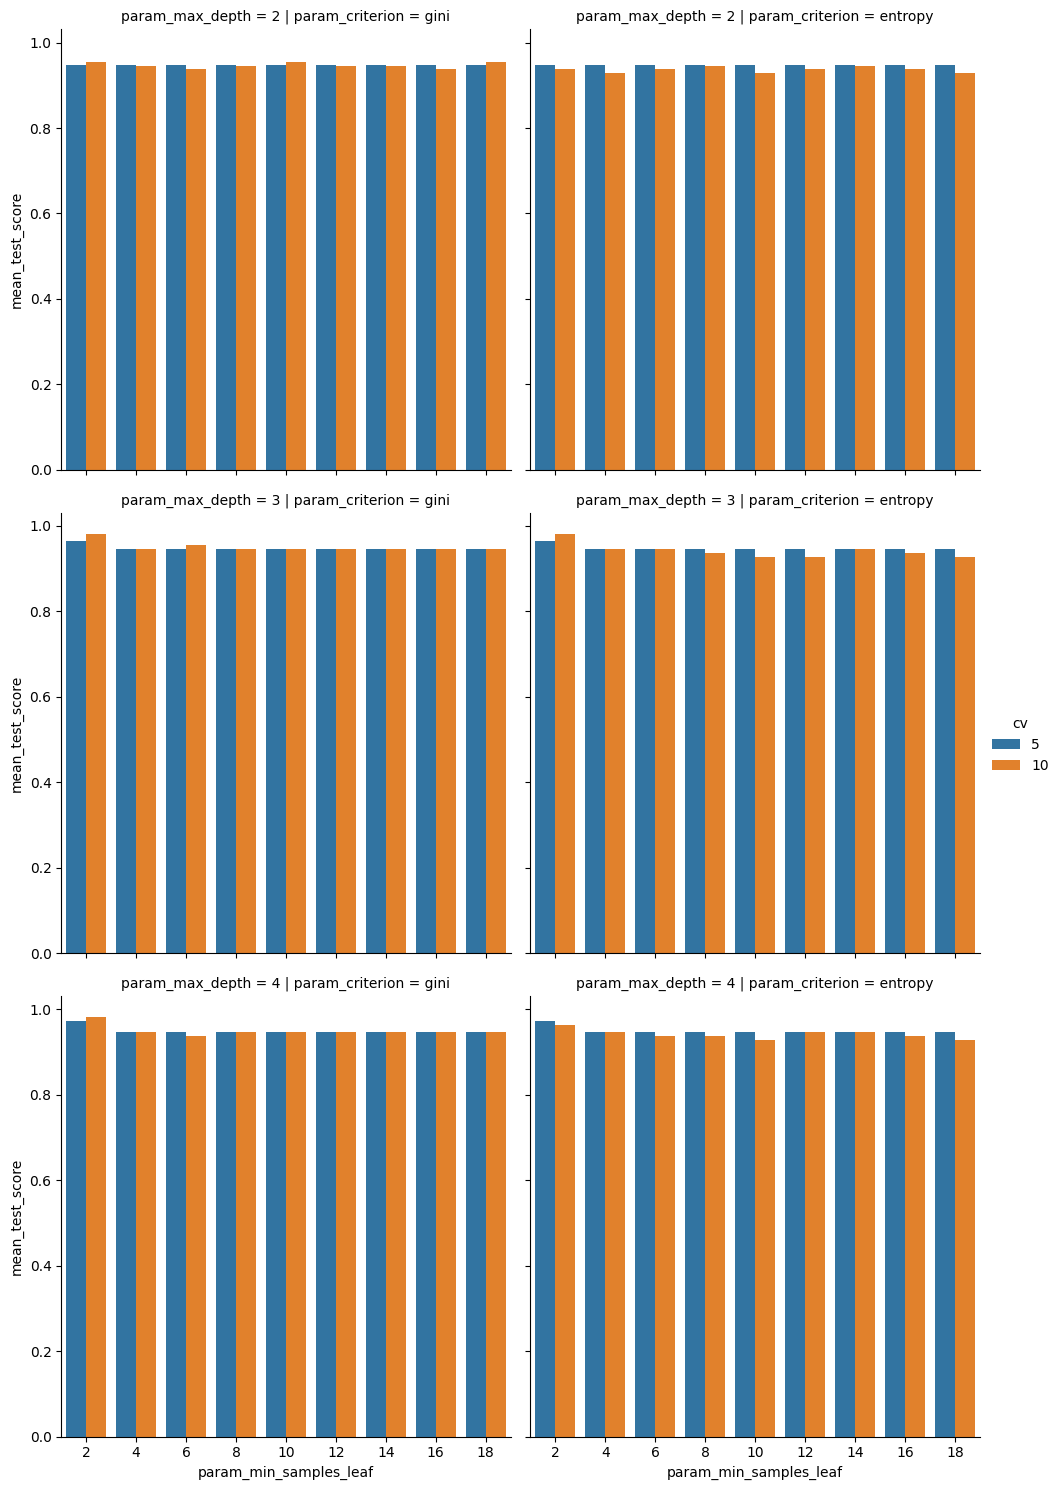 param_max_depth = 2 | param_criterion = gini
param_max_depth = 2 | param_criterion = entropy
1.0
0.8
0.6
0.4
0.2
0.0
mean_test_score
param_max_depth = 3 | param_criterion = gini
param_max_depth = 3 | param_criterion = entropy
1.0
0.8
0.6
0.4
0.2
0.0
mean_test_score
cv
5
10
param_max_depth = 4 | param_criterion = gini
param_max_depth = 4 | param_criterion = entropy
1.0
0.8
0.6
0.4
0.2
0.0
mean_test_score
2 4 6 8 10 12 14 16 18
2 4 6 8 10 12 14 16 18
param_min_samples_leaf
param_min_samples_leaf